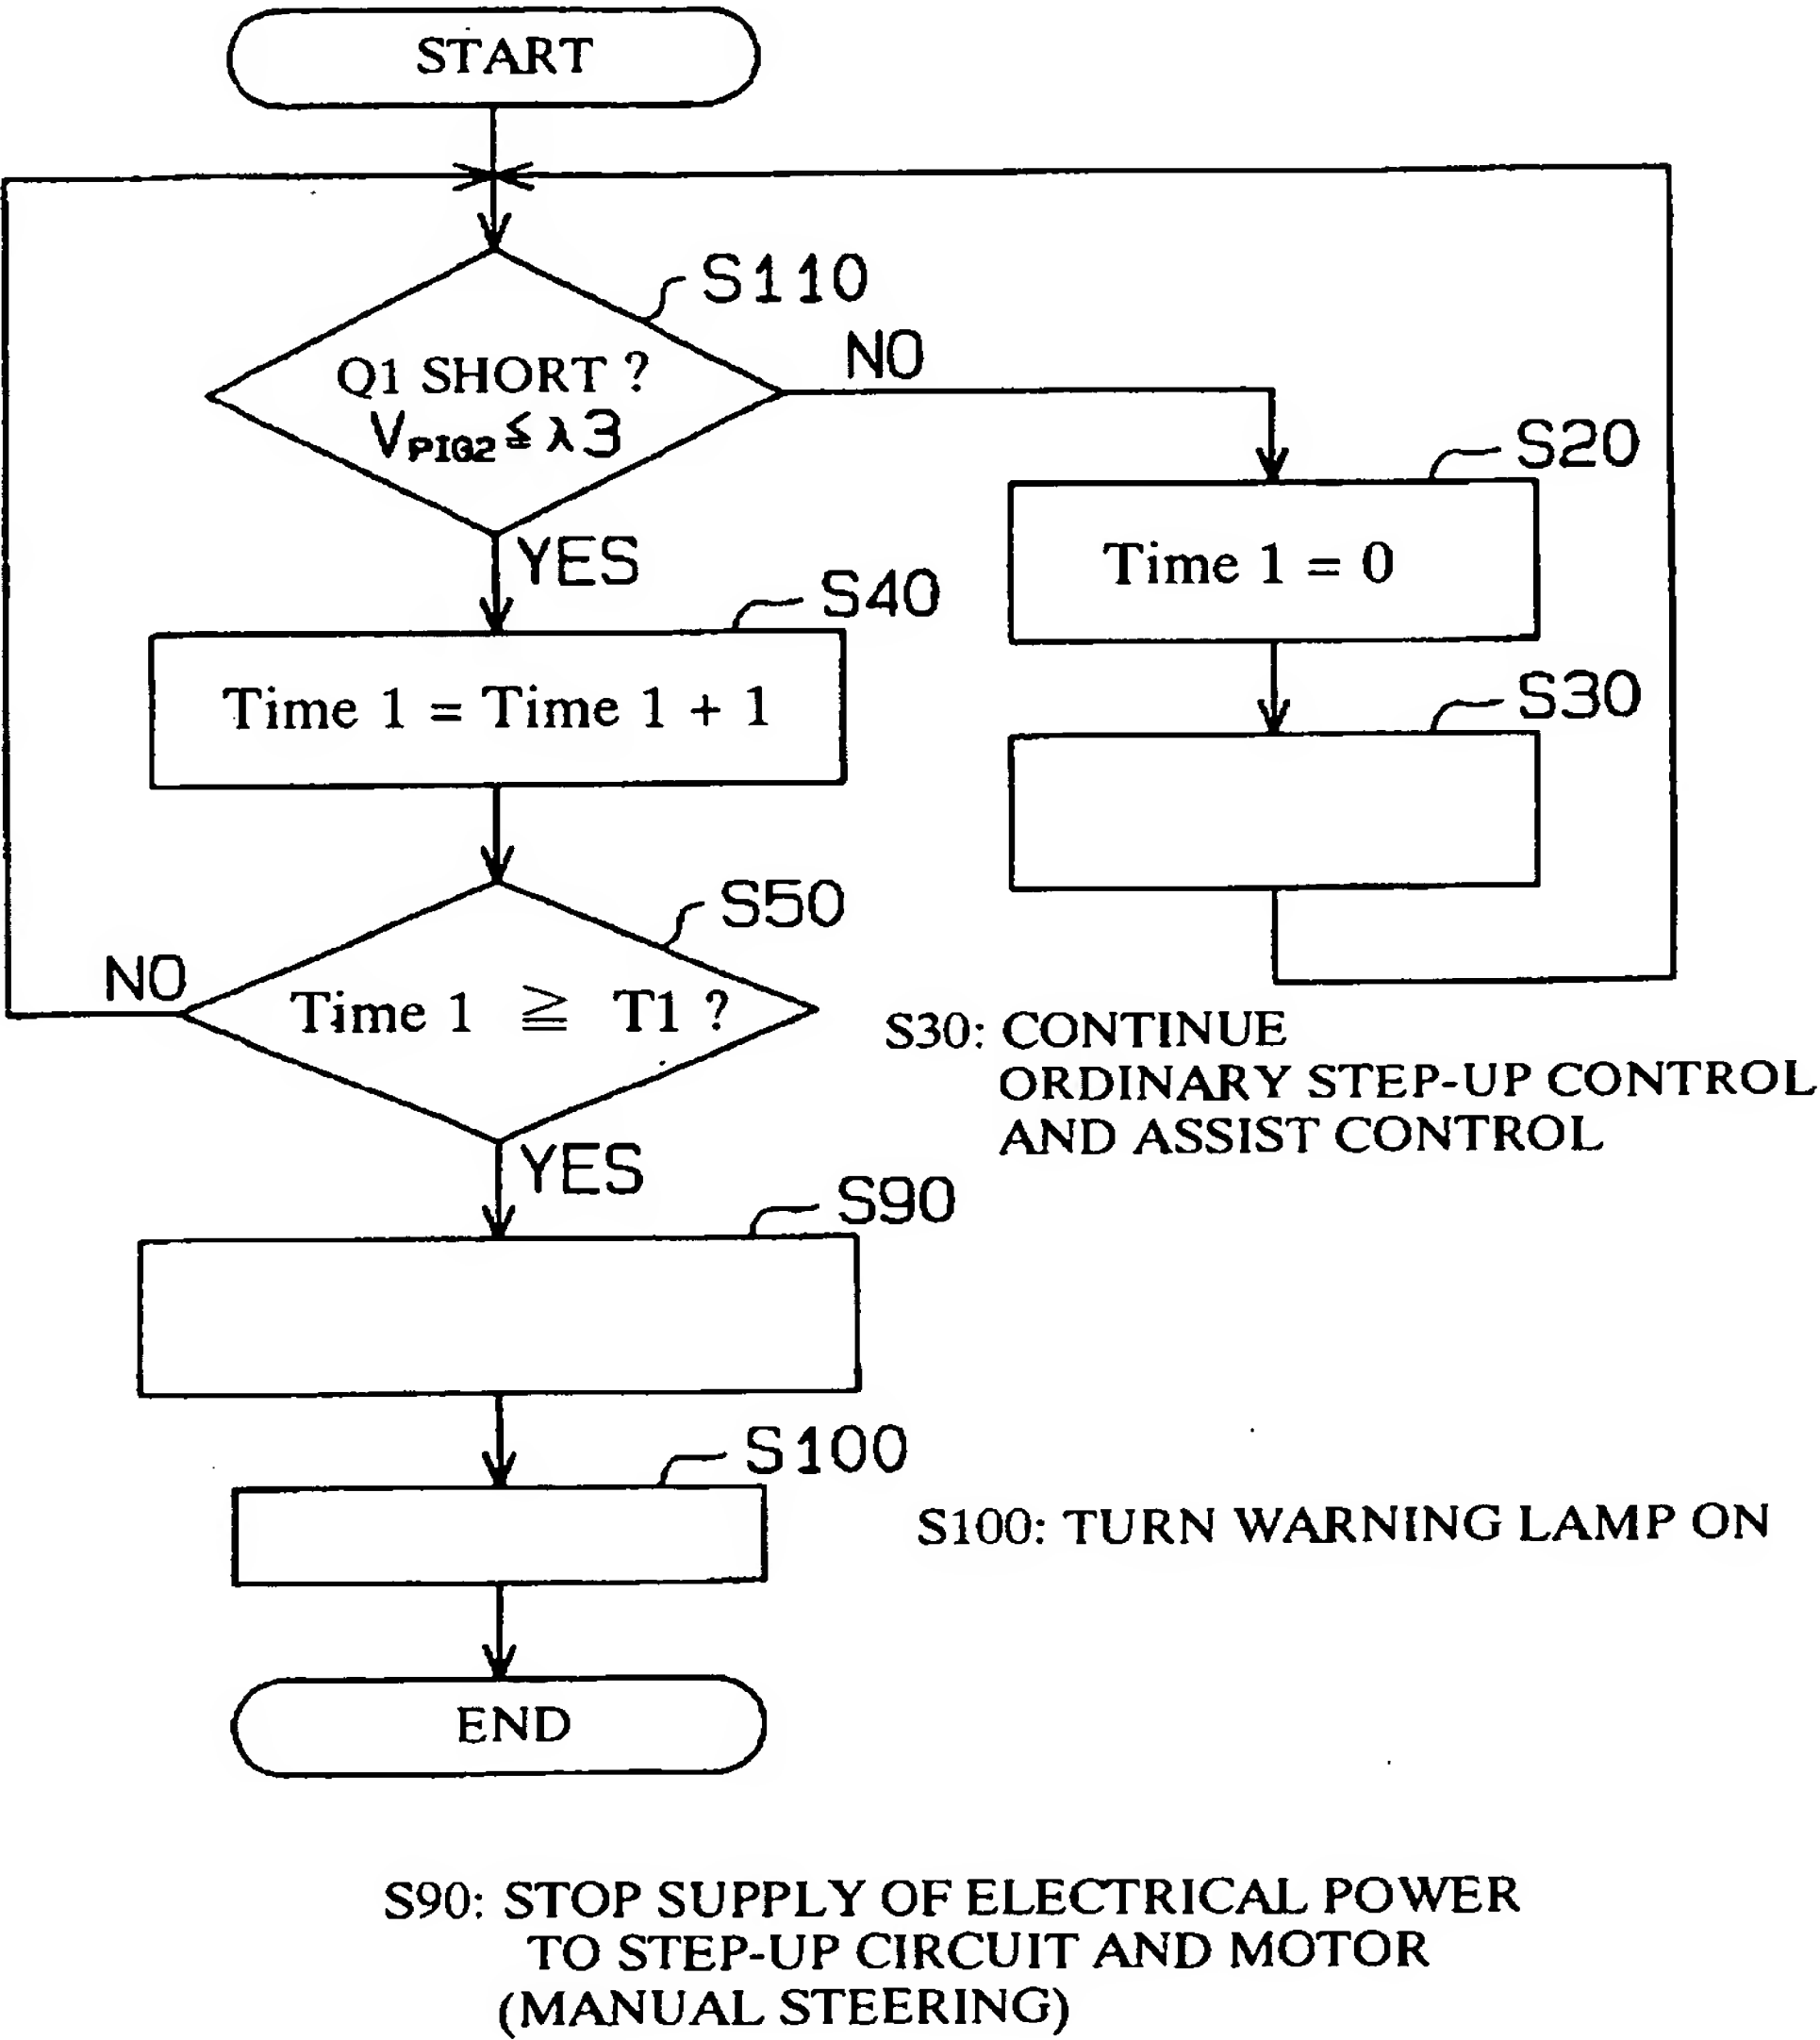 START
S110
Q1 SHORT ?
NO
VPIG2 ≦ λ3
S20
YES
Time 1 = 0
S40
S30
Time 1 = Time 1 + 1
S50
NO
Time 1 ≧ T1 ?
S30: CONTINUE
ORDINARY STEP-UP CONTROL
AND ASSIST CONTROL
YES
S90
S100
S100: TURN WARNING LAMP ON
END
S90: STOP SUPPLY OF ELECTRICAL POWER
TO STEP-UP CIRCUIT AND MOTOR
(MANUAL STEERING)